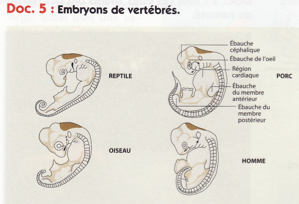 Doc. 5 : Embryons de vertébrés.
Ébauche
céphalique
Ébauche de l'oeil
Région
cardiaque
REPTILE
PORC
Ébauche
du membre
antérieur
Ébauche du
membre
postérieur
OISEAU
HOMME